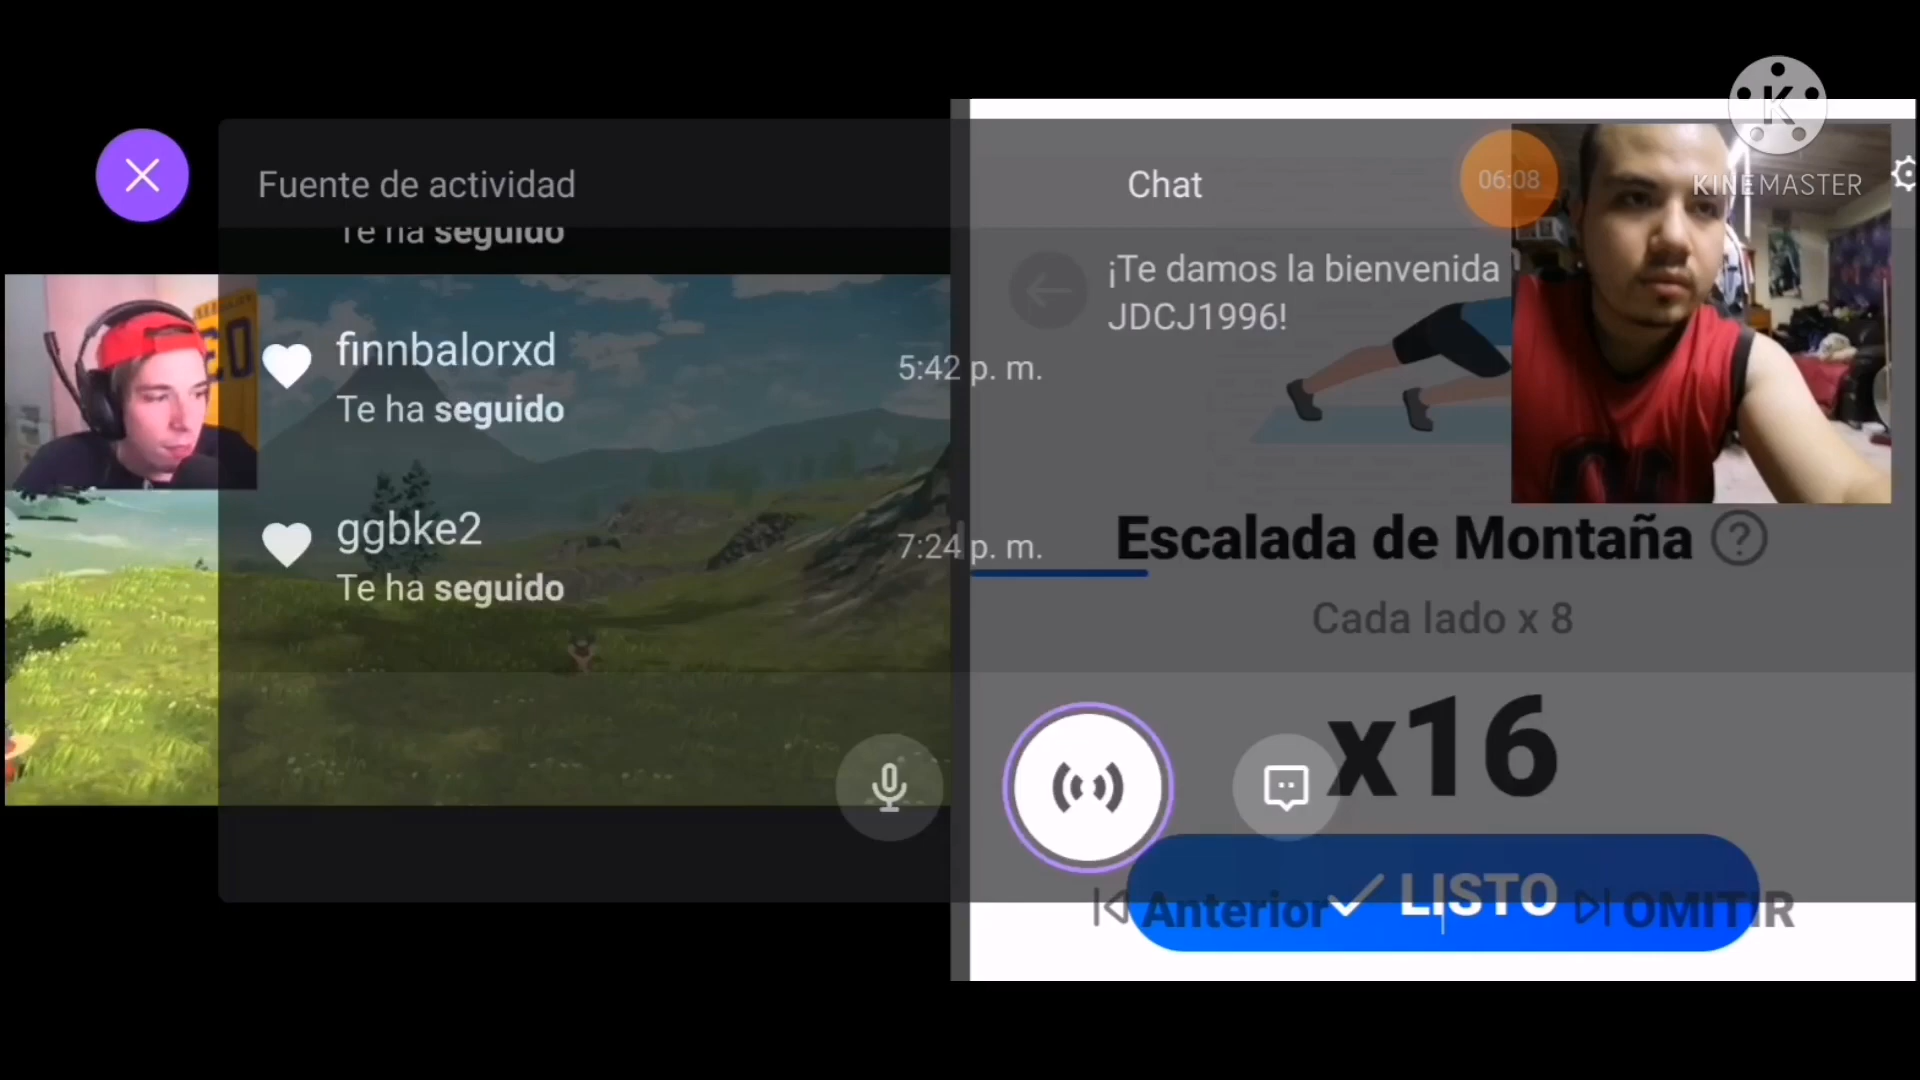 Fuente de actividad
Te ha seguido
finnbalorxd
Te ha seguido
5:42 p. m.
ggbke2
Te ha seguido
7:24 p. m.
Chat
06:08
K
KINEMASTER
¡Te damos la bienvenida
JDCJ1996!
Escalada de Montaña ?
Cada lado x 8
x16
LISTO
Anterior
OMITIR